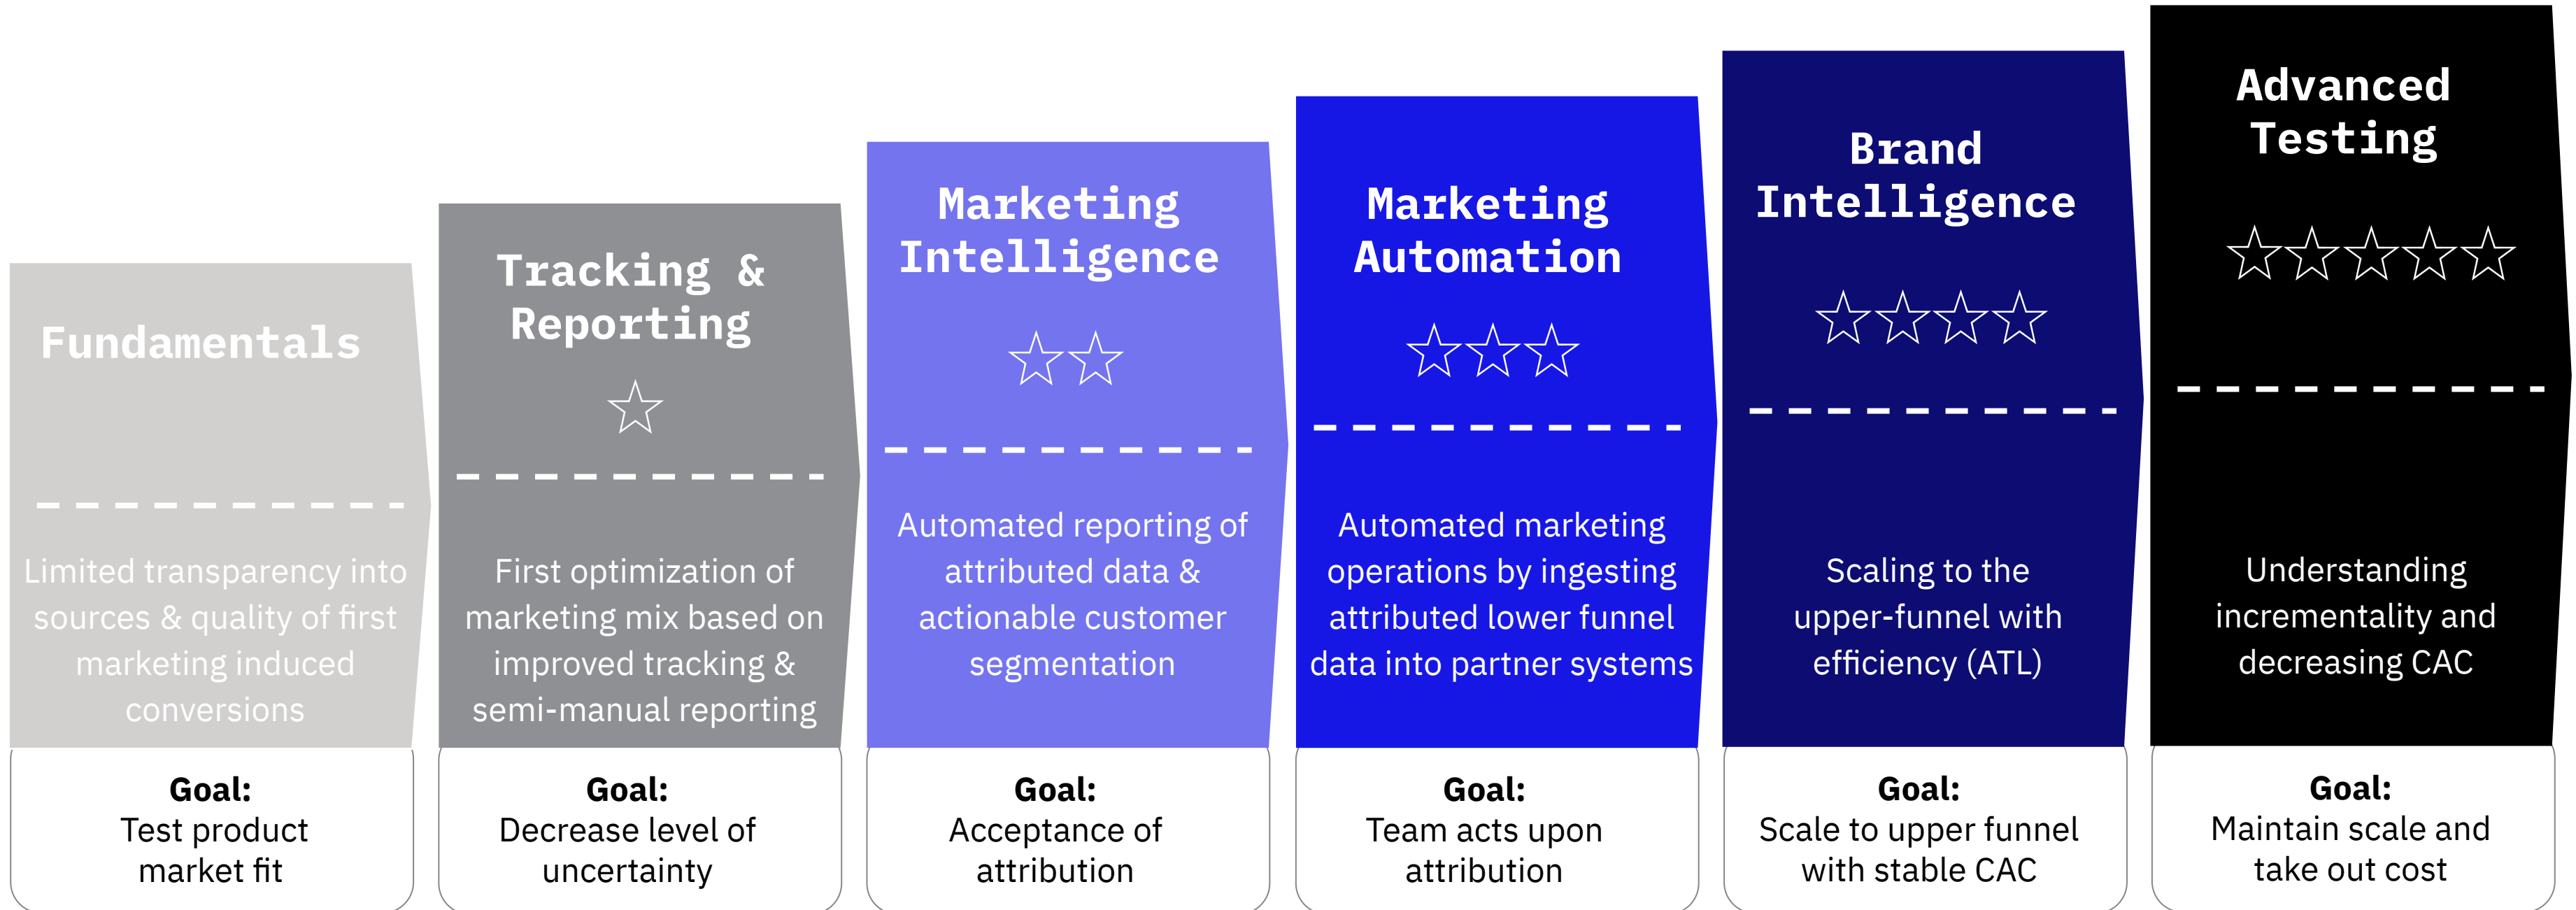 Fundamentals
Limited transparency into
sources & quality of first
marketing induced
conversions
Goal:
Test product
market fit
Tracking &
Reporting
First optimization of
marketing mix based on
improved tracking &
semi-manual reporting
Goal:
Decrease level of
uncertainty
Marketing
Intelligence
Automated reporting of
attributed data &
actionable customer
segmentation
Goal:
Acceptance of
attribution
Marketing
Automation
Automated marketing
operations by ingesting
attributed lower funnel
data into partner systems
Goal:
Team acts upon
attribution
Brand
Intelligence
Scaling to the
upper-funnel with
efficiency (ATL)
Goal:
Scale to upper funnel
with stable CAC
Advanced
Testing
Understanding
incrementality and
decreasing CAC
Goal:
Maintain scale and
take out cost